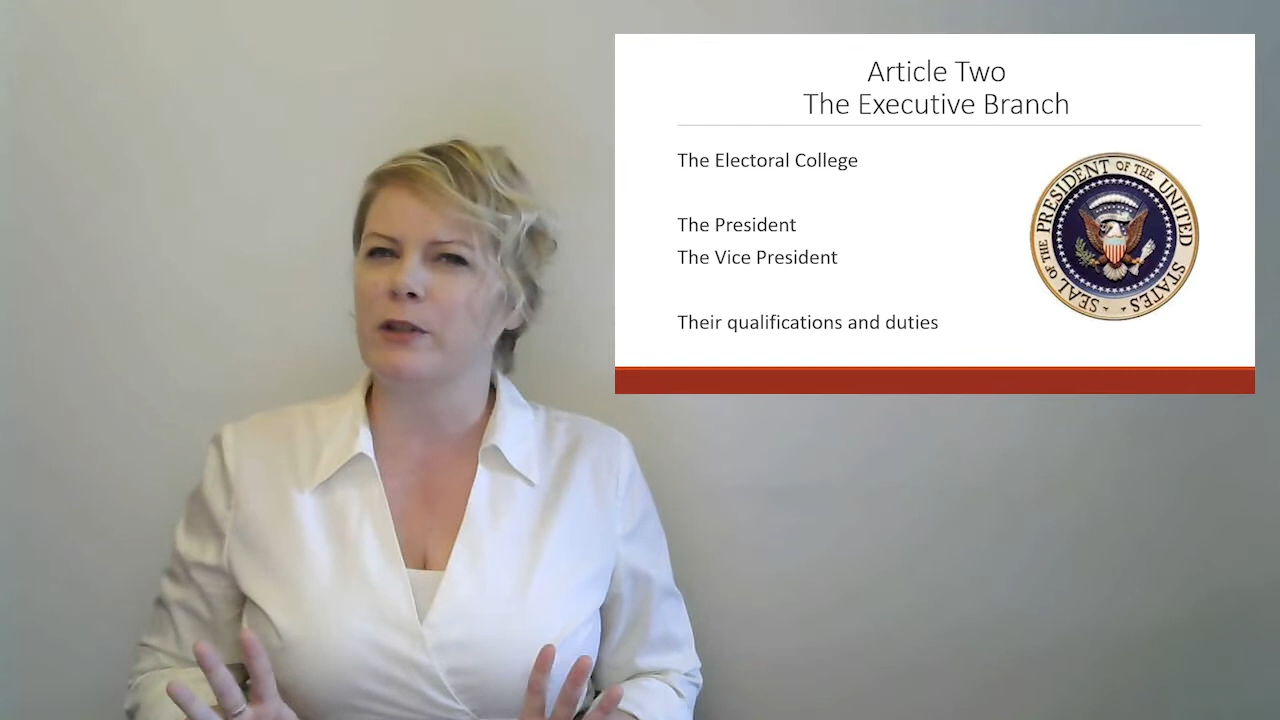 Article Two
The Executive Branch
The Electoral College
The President
The Vice President
Their qualifications and duties
SEAL OF THE PRESIDENT OF THE UNITED STATES